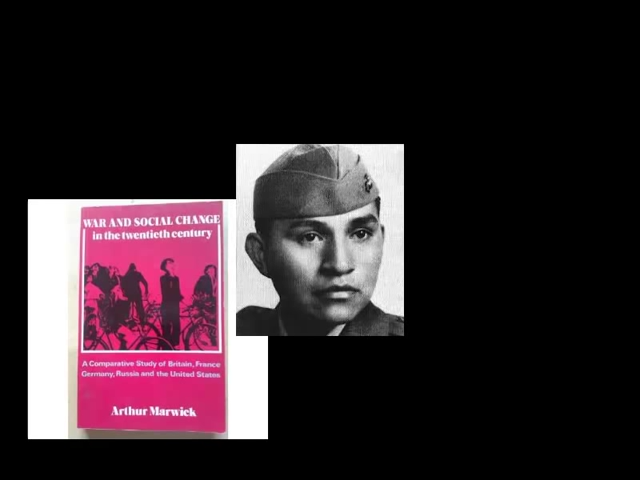 WAR AND SOCIAL CHANGE
in the twentieth century
A Comparative Study of Britain, France
Germany, Russia and the United States
Arthur Marwick